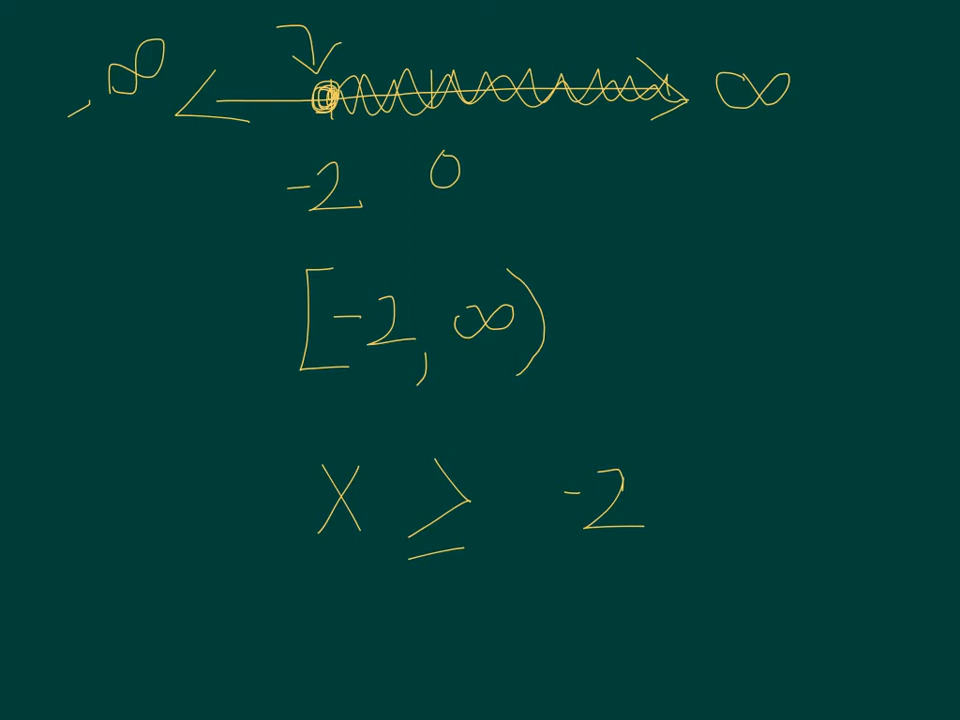 -∞ ∞
-2 0
[-2, ∞)
X ≥ -2